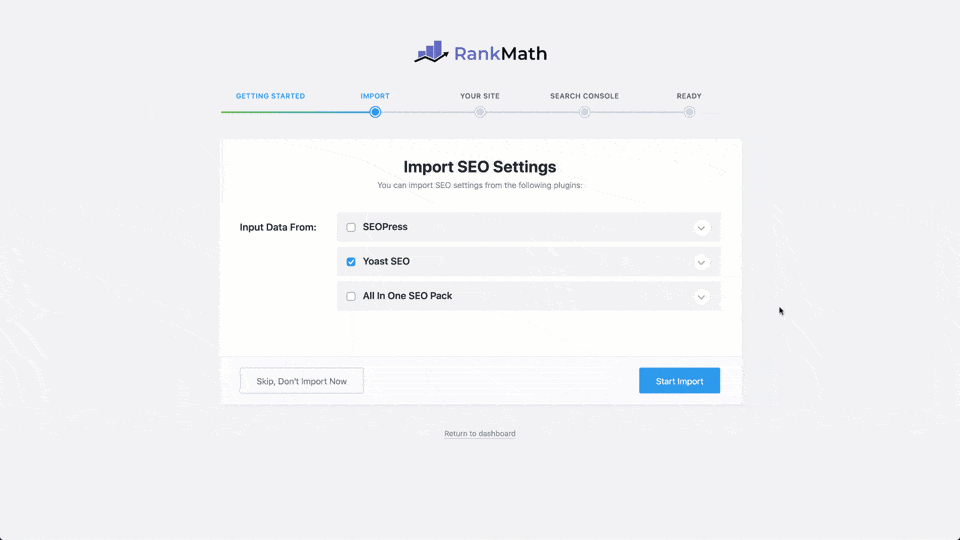 RankMath
GETTING STARTED IMPORT YOUR SITE SEARCH CONSOLE READY
Import SEO Settings
You can import SEO settings from the following plugins:
Input Data From: SEOPress
Yoast SEO
All In One SEO Pack
Skip, Don't Import Now Start Import
Return to dashboard